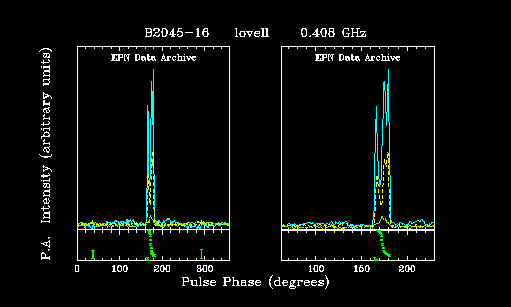 B2045-16 lovell 0.408 GHz
EPN Data Archive EPN Data Archive
P.A. Intensity (arbitrary units)
0 100 200 300 100 150 200
Pulse Phase (degrees)